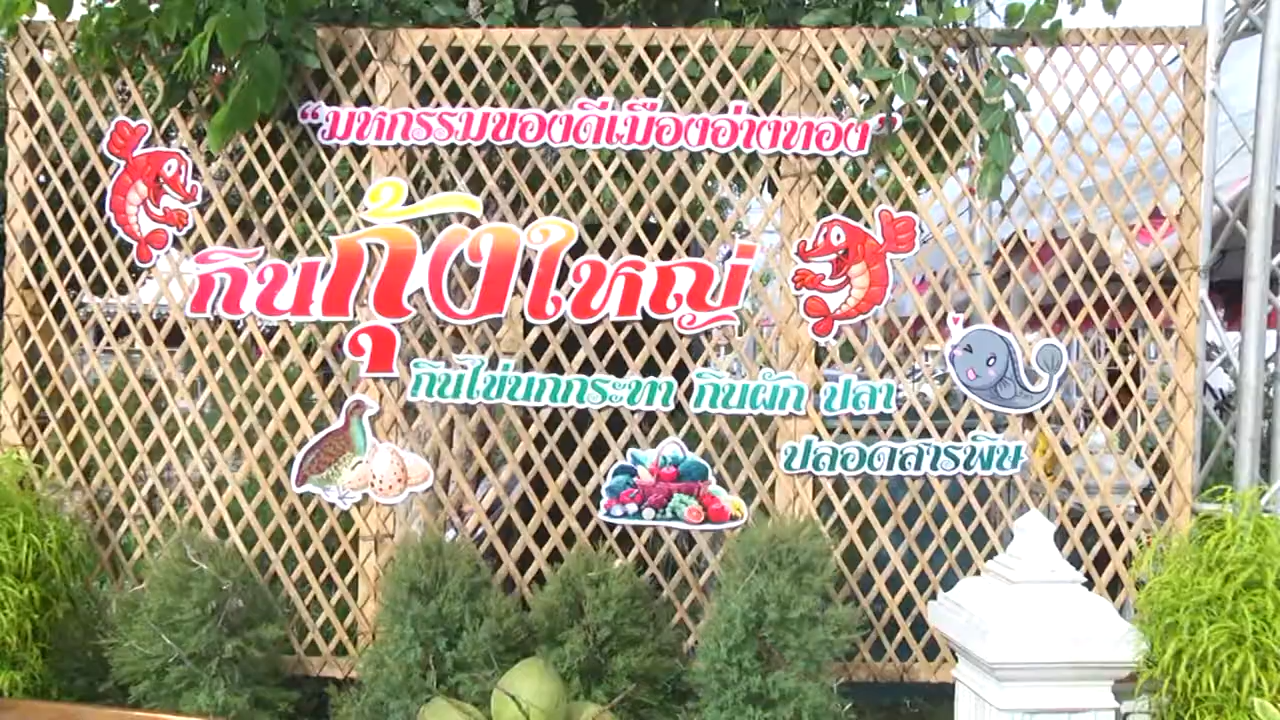 “มหกรรมของดีเมืองอ่างทอง”
กินกุ้งใหญ่
กินไข่นกกระทา กินผัก ปลา
ปลอดสารพิษ